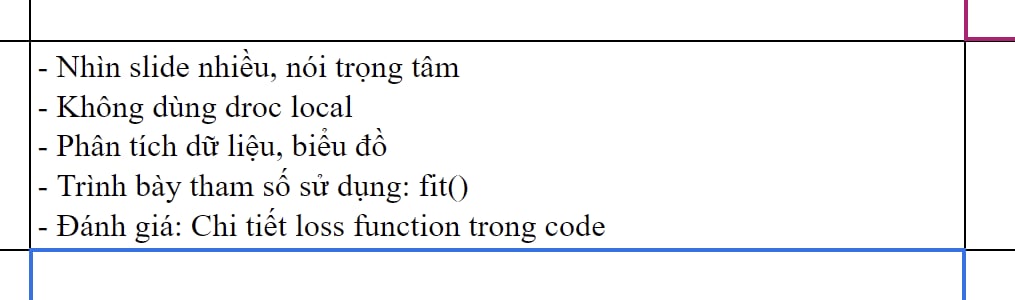 - Nhìn slide nhiều, nói trọng tâm
- Không dùng droc local
- Phân tích dữ liệu, biểu đồ
- Trình bày tham số sử dụng: fit()
- Đánh giá: Chi tiết loss function trong code